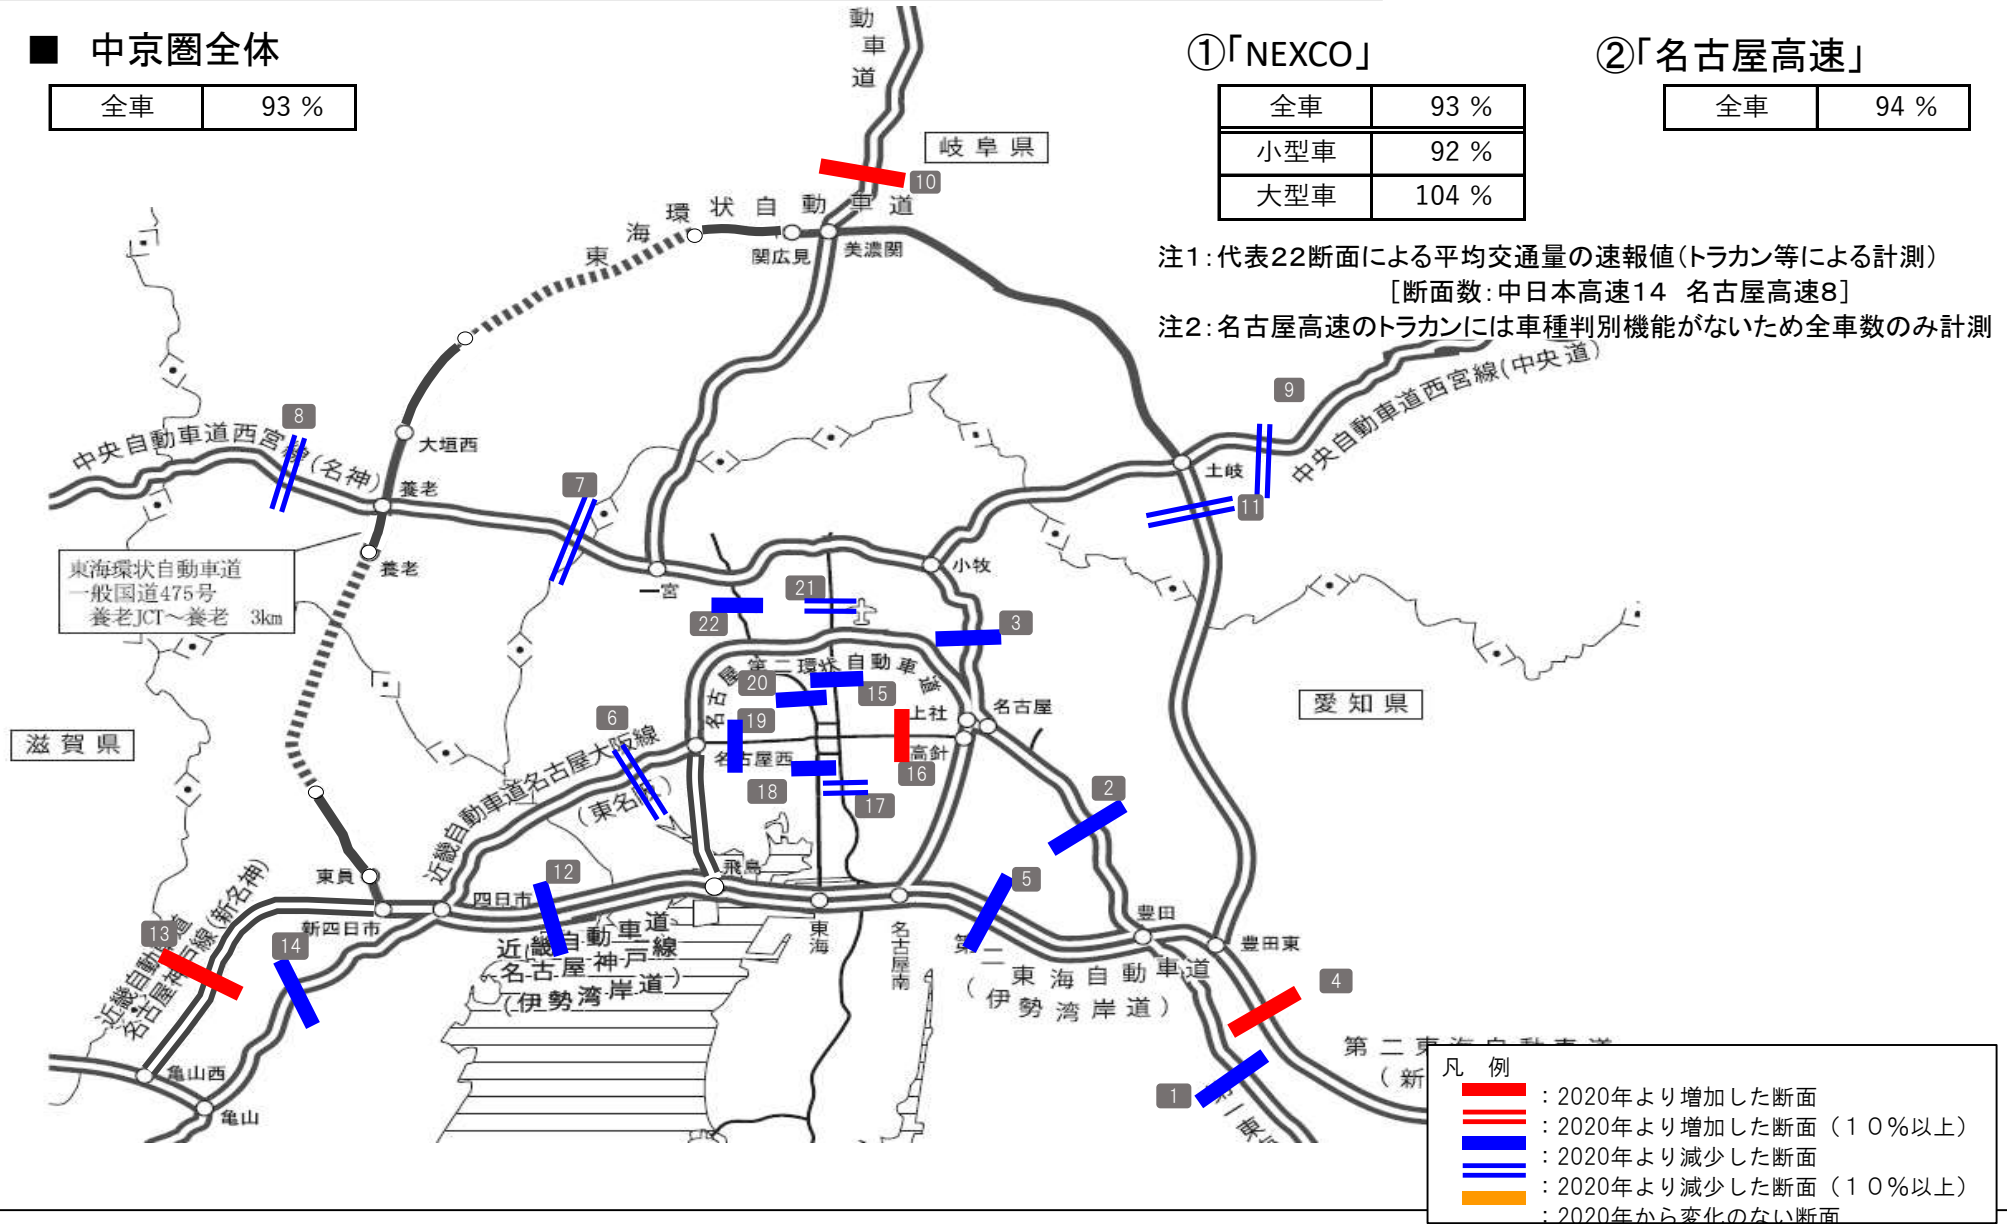 ■ 中京圏全体
全車 93 %
①「NEXCO」
全車 93 %
小型車 92 %
大型車 104 %
②「名古屋高速」
全車 94 %
注1：代表22断面による平均交通量の速報値（トラカン等による計測）
［断面数：中日本高速14 名古屋高速8］
注2：名古屋高速のトラカンには車種判別機能がないため全車数のみ計測
動車道
岐阜県
10
東海環状自動車道
関広見
美濃関
中央自動車道西宮線(中央道)
9
8
中央自動車道西宮線(名神)
大垣西
養老
7
土岐
11
養老
東海環状自動車道
一般国道475号
養老JCT～養老 3km
一宮
小牧
21
22
3
名古屋第二環状自動車道
20
15
19
上社
名古屋
愛知県
滋賀県
6
近畿自動車道名古屋大阪線
(東名阪)
名古屋西
高針
16
18
17
2
東員
飛島
12
四日市
5
新四日市
豊田
豊田東
13
14
近畿自動車道
名古屋神戸線(新名神)
近畿自動車道
名古屋神戸線
(伊勢湾岸道)
東海
名古屋南
第二東海自動車道
(伊勢湾岸道)
4
第二東海自動車道
(新
1
亀山西
亀山
凡 例
：2020年より増加した断面
：2020年より増加した断面（１０％以上）
：2020年より減少した断面
：2020年より減少した断面（１０％以上）
：2020年から変化のない断面